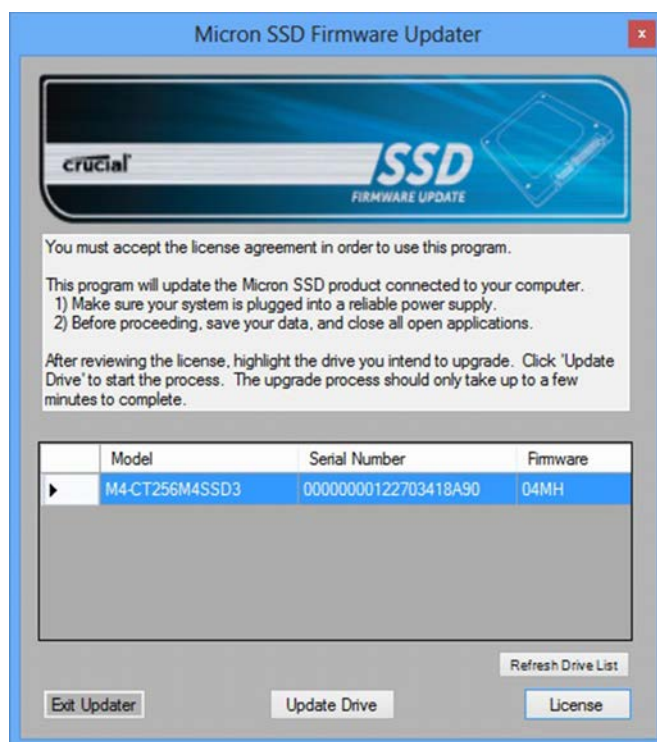 Micron SSD Firmware Updater
x
crucial
SSD
FIRMWARE UPDATE
You must accept the license agreement in order to use this program.
This program will update the Micron SSD product connected to your computer.
1) Make sure your system is plugged into a reliable power supply.
2) Before proceeding, save your data, and close all open applications.
After reviewing the license, highlight the drive you intend to upgrade. Click 'Update
Drive' to start the process. The upgrade process should only take up to a few
minutes to complete.
Model Serial Number Firmware
M4-CT256M4SSD3 00000000122703418A90 04MH
Refresh Drive List
Exit Updater Update Drive License